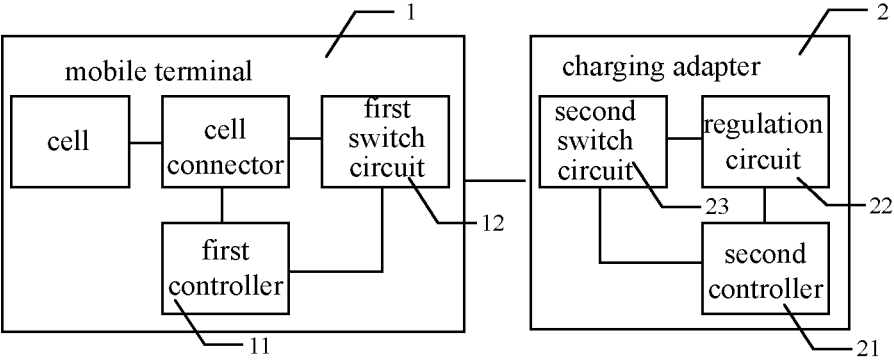 1
2
mobile terminal
charging adapter
cell
cell
connector
first
switch
circuit
second
switch
circuit
regulation
circuit
12
23
22
first
controller
second
controller
11
21